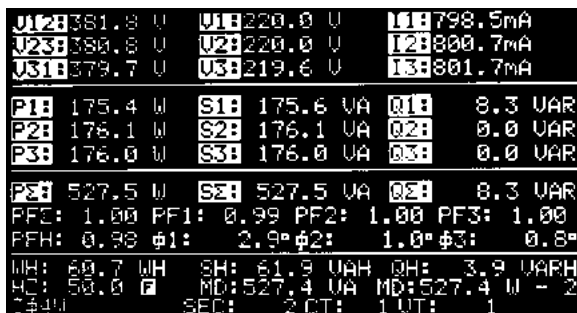 V12: 381.8 V V1: 220.0 V I1: 798.5mA
V23: 380.8 V V2: 220.0 V I2: 800.7mA
V31: 379.7 V V3: 219.6 V I3: 801.7mA
P1: 175.4 W S1: 175.6 VA Q1: 8.3 VAR
P2: 176.1 W S2: 176.1 VA Q2: 0.0 VAR
P3: 176.0 W S3: 176.0 VA Q3: 0.0 VAR
PΣ: 527.5 W SΣ: 527.5 VA QΣ: 8.3 VAR
PFΣ: 1.00 PF1: 0.99 PF2: 1.00 PF3: 1.00
PFH: 0.98 ϕ1: 2.9° ϕ2: 1.0° ϕ3: 0.8°
WH: 60.7 WH SH: 61.9 VAH QH: 3.9 VARH
HZ: 50.0 F MD:527.4 VA MD:527.4 W - 2
3ϕ4W SEC: 2 CT: 1 VT: 1